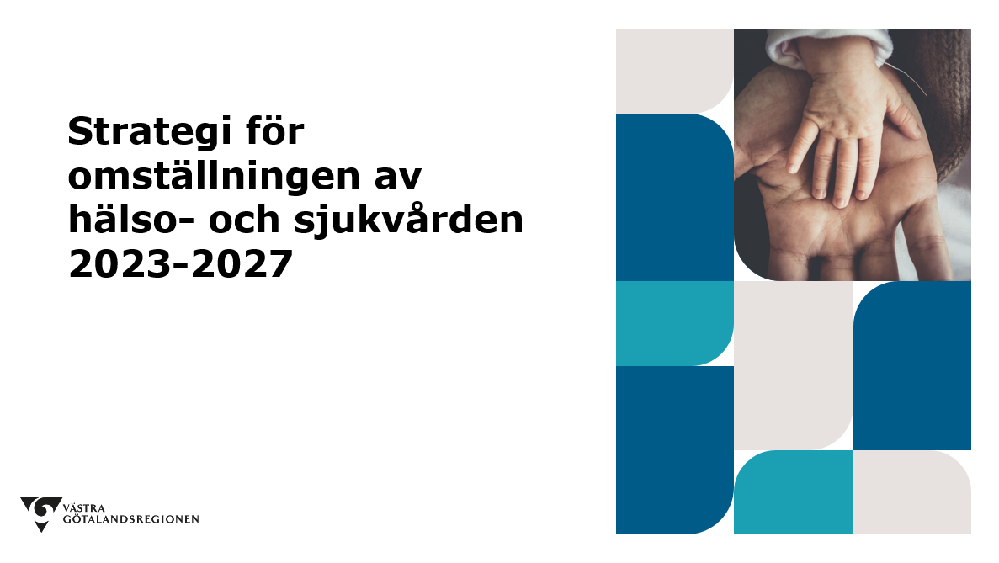 Strategi för
omställningen av
hälso- och sjukvården
2023-2027
VÄSTRA
GÖTALANDSREGIONEN